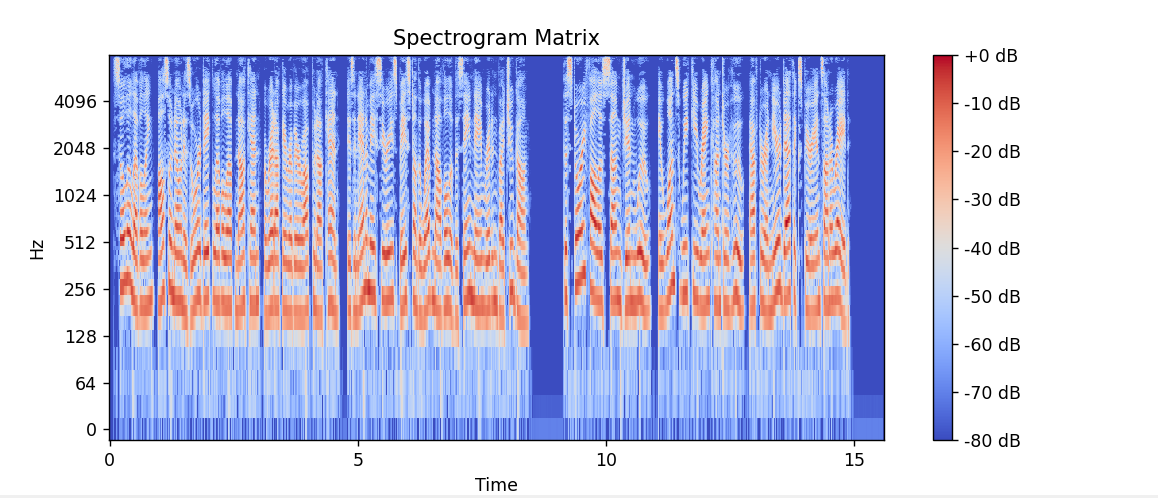 Spectrogram Matrix
Hz
4096
2048
1024
512
256
128
64
0
0 5 10 15
Time
+0 dB
-10 dB
-20 dB
-30 dB
-40 dB
-50 dB
-60 dB
-70 dB
-80 dB